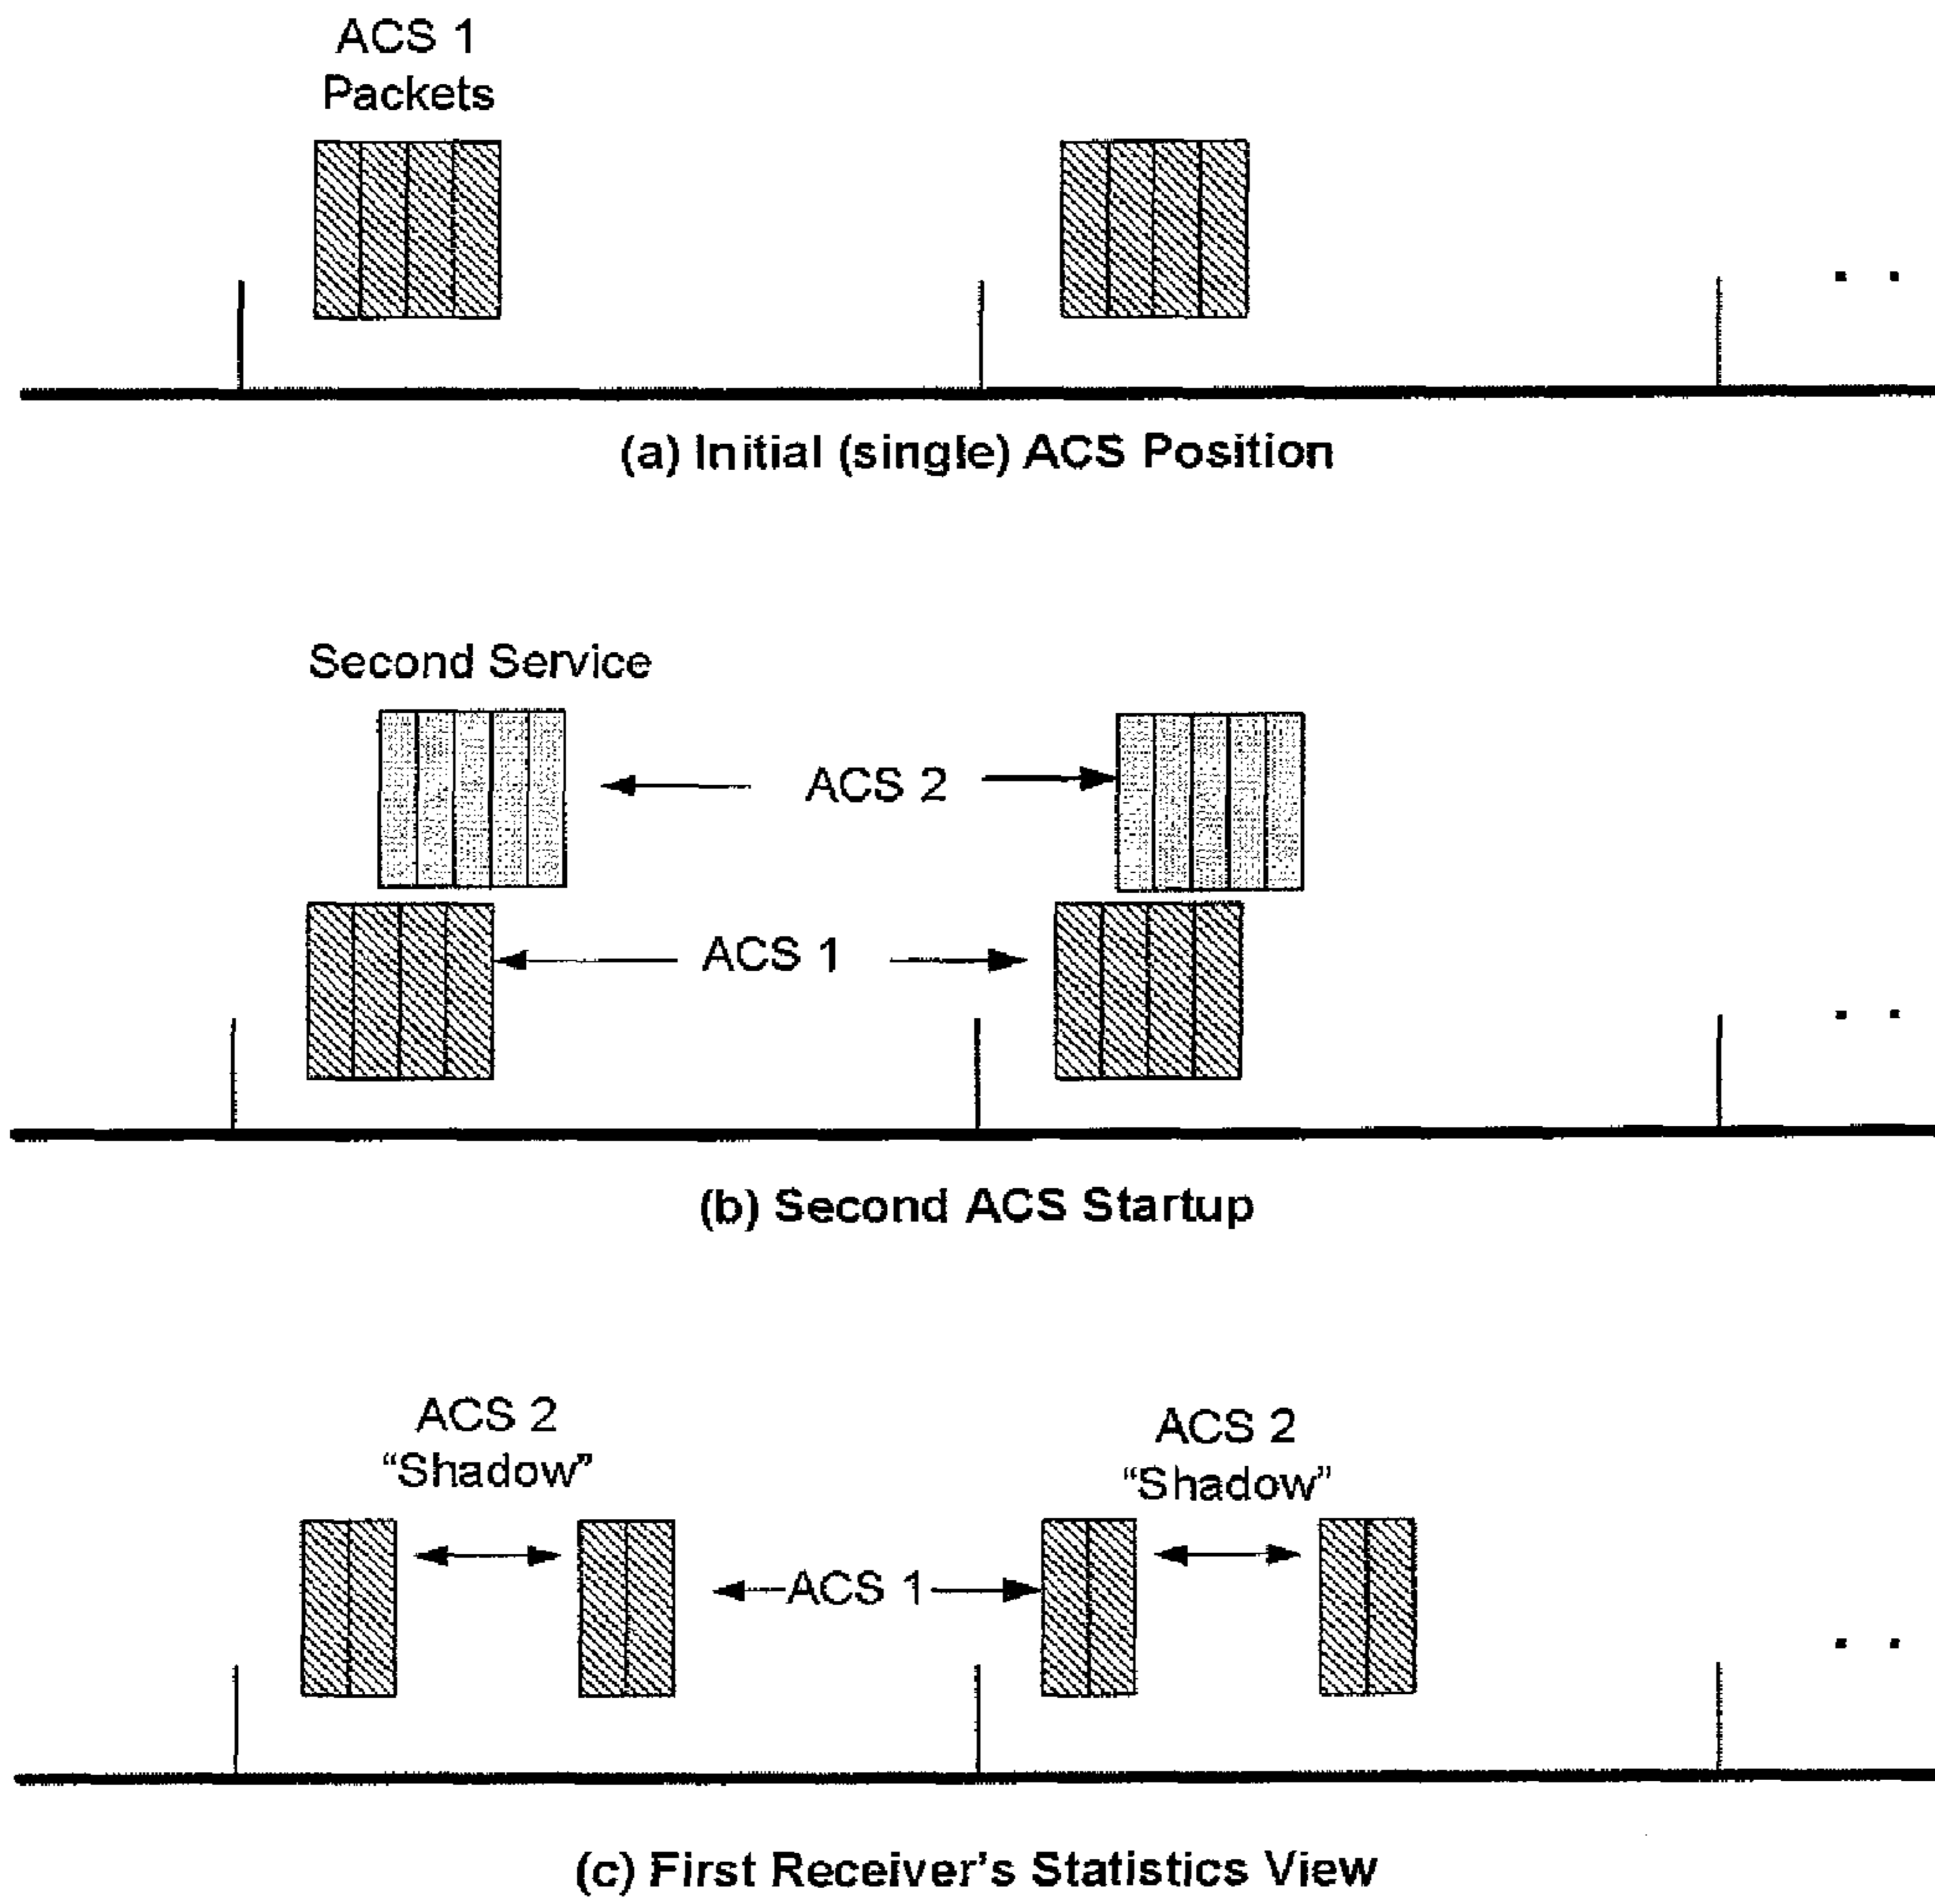 ACS 1
Packets
. .
(a) Initial (single) ACS Position
Second Service
ACS 2
ACS 1
. .
(b) Second ACS Startup
ACS 2
“Shadow”
ACS 2
“Shadow”
ACS 1
. .
(c) First Receiver’s Statistics View